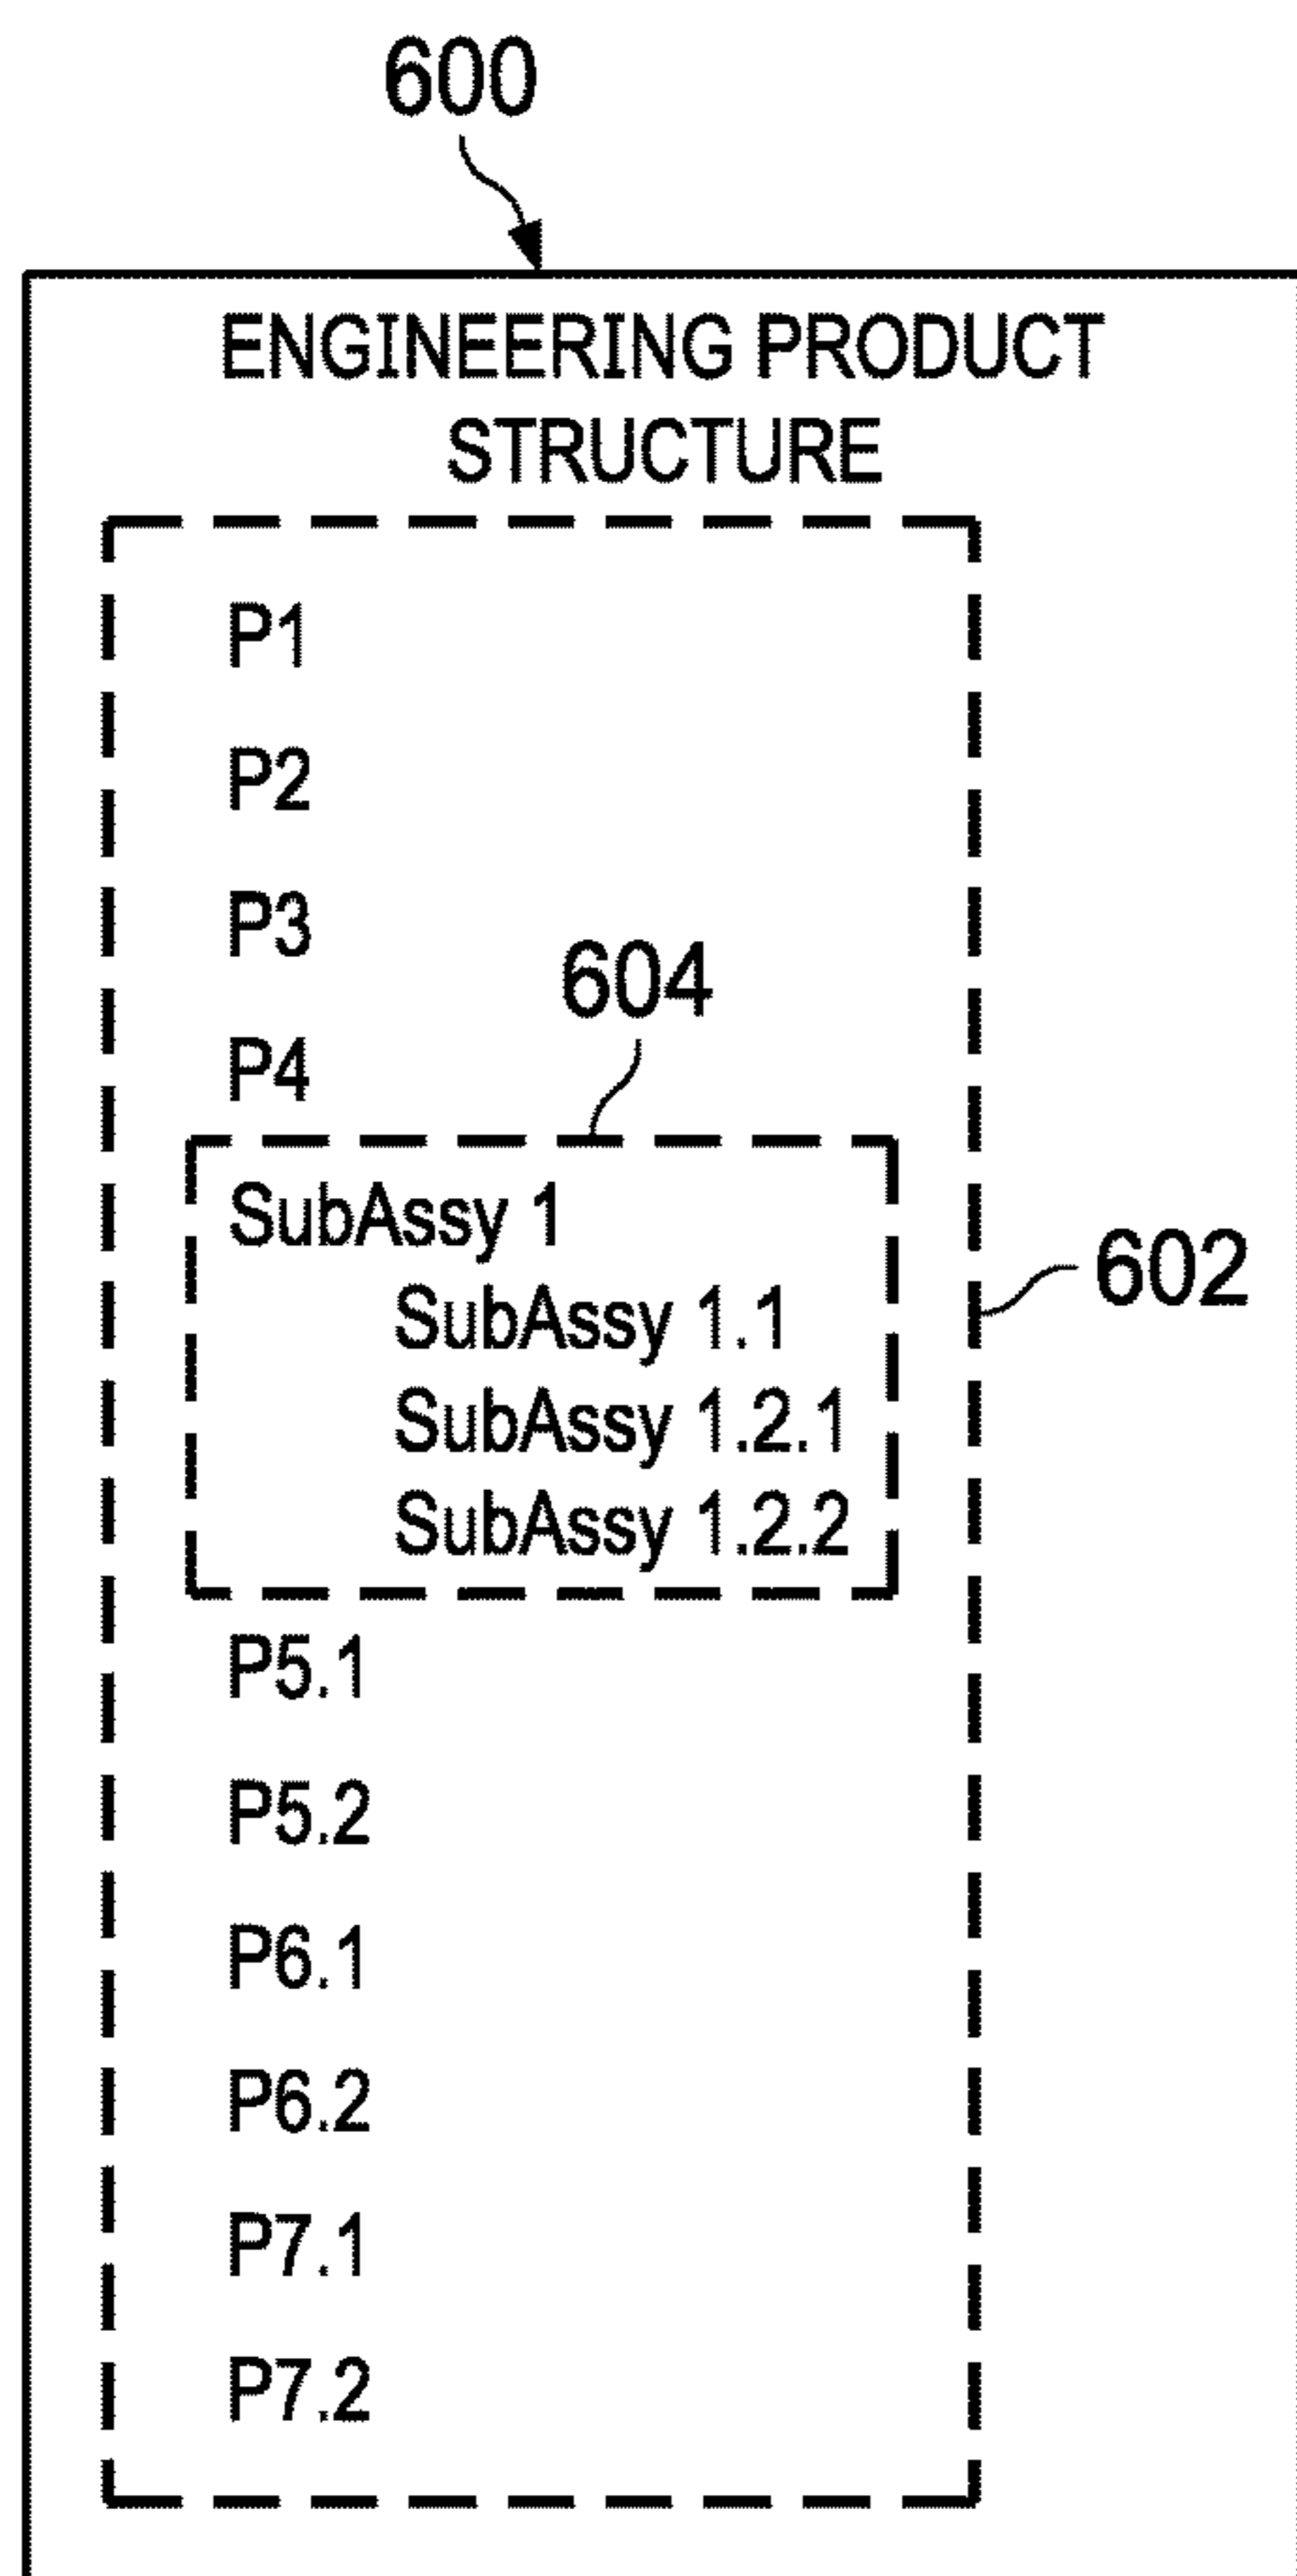 600
ENGINEERING PRODUCT
STRUCTURE
P1
P2
P3
604
P4
SubAssy 1
602
SubAssy 1.1
SubAssy 1.2.1
SubAssy 1.2.2
P5.1
P5.2
P6.1
P6.2
P7.1
P7.2